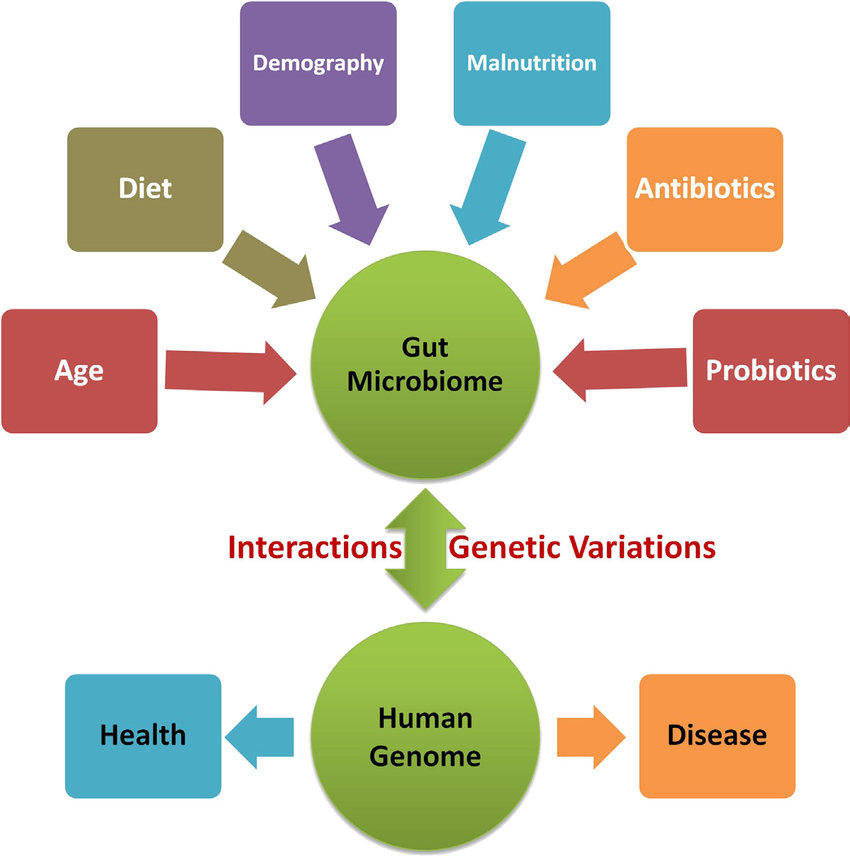 Demography
Malnutrition
Diet
Antibiotics
Age
Gut
Microbiome
Probiotics
Interactions
Genetic Variations
Health
Human
Genome
Disease